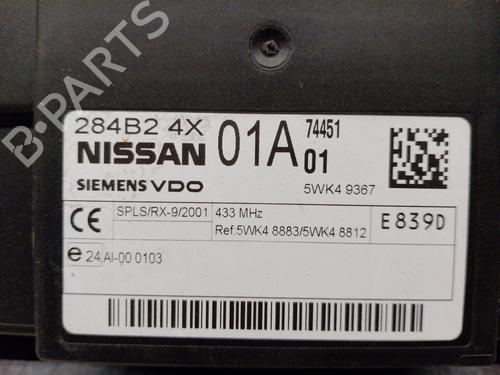 B-PARTS
284B2 4X 01A 74451
NISSAN 01
SIEMENS VDO 5WK4 9367
CE SPLS/RX-9/2001 433 MHz E839D
Ref:5WK4 8883/5WK4 8812
e 24 AI-00 0103